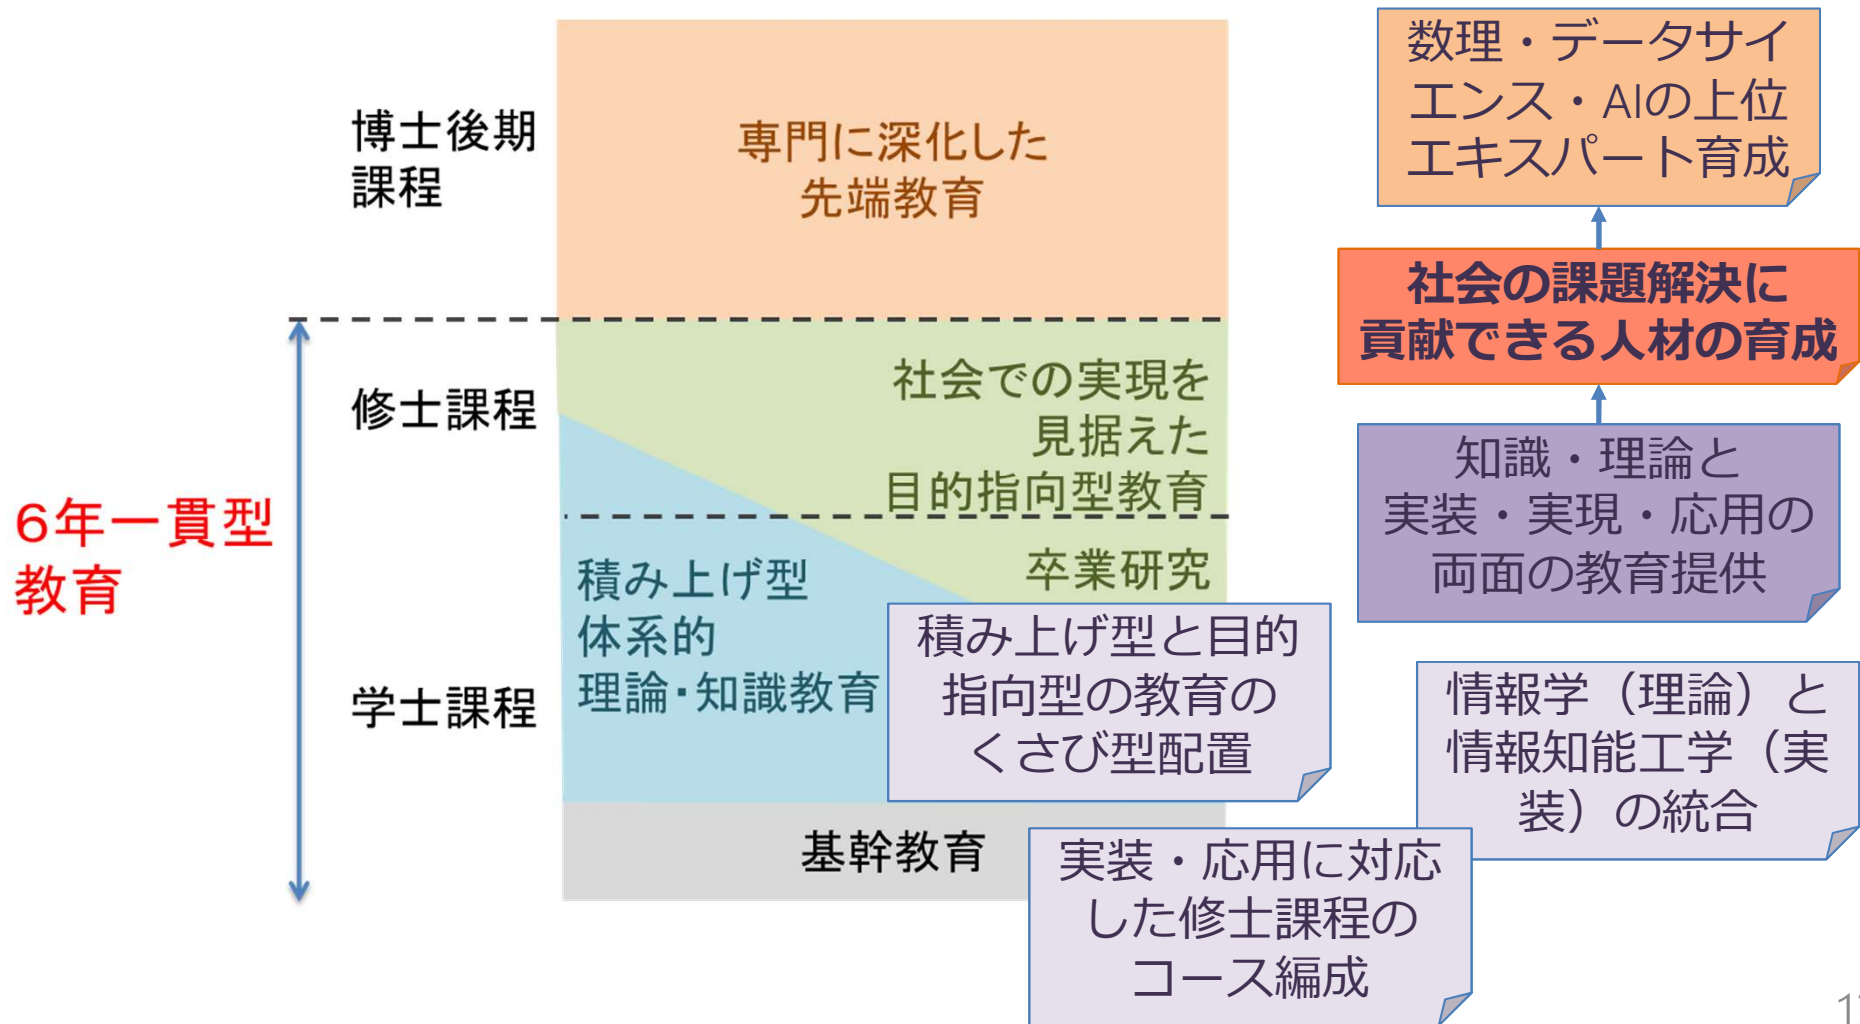 博士後期
課程
専門に深化した
先端教育
数理・データサイ
エンス・AIの上位
エキスパート育成
社会の課題解決に
貢献できる人材の育成
修士課程
社会での実現を
見据えた
目的指向型教育
知識・理論と
実装・実現・応用の
両面の教育提供
6年一貫型
教育
積み上げ型
体系的
理論・知識教育
卒業研究
学士課程
積み上げ型と目的
指向型の教育の
くさび型配置
情報学（理論）と
情報知能工学（実
装）の統合
基幹教育
実装・応用に対応
した修士課程の
コース編成